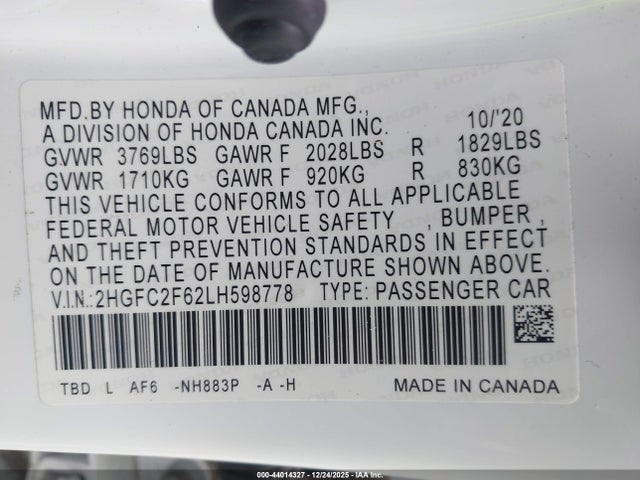 MFD.BY HONDA OF CANADA MFG.,
A DIVISION OF HONDA CANADA INC. 10/'20
GVWR 3769LBS GAWR F 2028LBS R 1829LBS
GVWR 1710KG GAWR F 920KG R 830KG
THIS VEHICLE CONFORMS TO ALL APPLICABLE
FEDERAL MOTOR VEHICLE SAFETY , BUMPER ,
AND THEFT PREVENTION STANDARDS IN EFFECT
ON THE DATE OF MANUFACTURE SHOWN ABOVE.
V.I.N.:2HGFC2F62LH598778 TYPE: PASSENGER CAR
TBD L AF6 -NH883P -A -H MADE IN CANADA
000-44014327 - 12/24/2025 - IAA Inc.